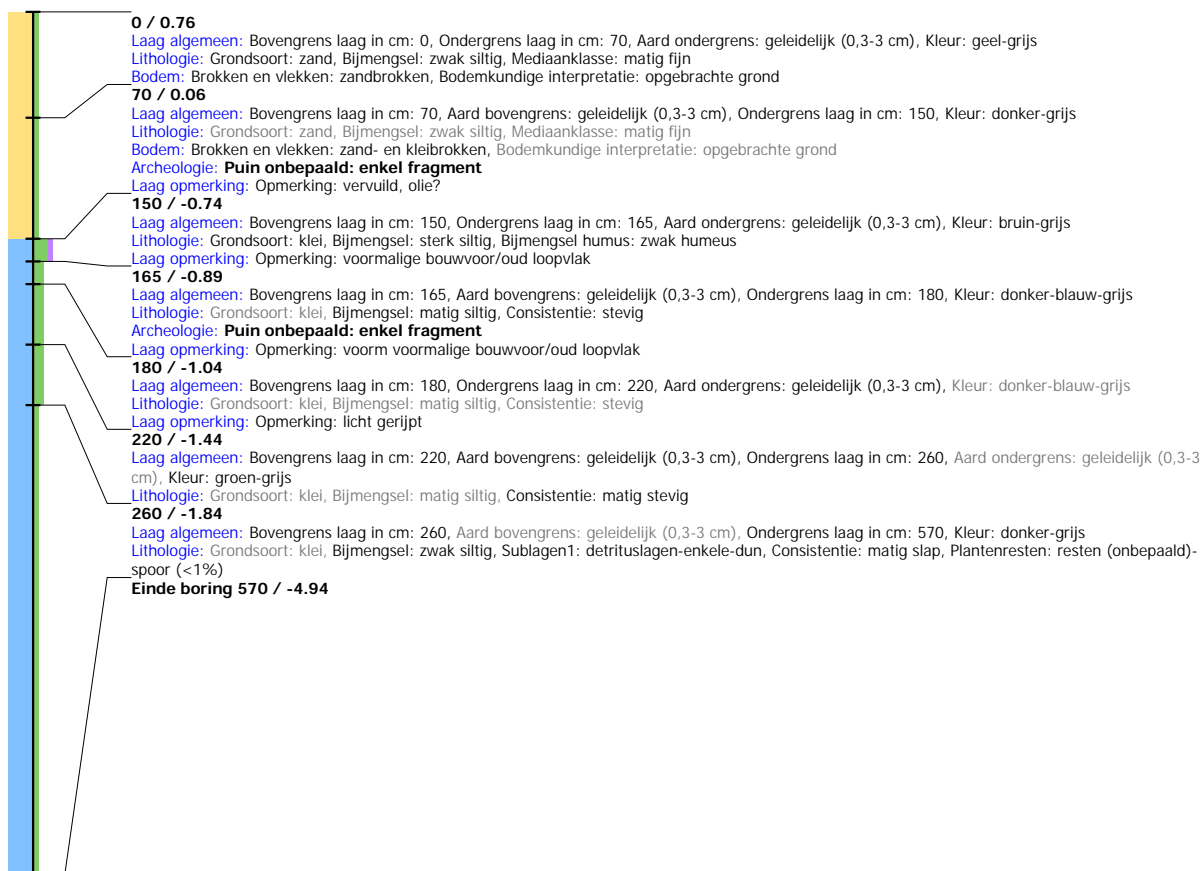 0 / 0.76
Laag algemeen: Bovengrens laag in cm: 0, Ondergrens laag in cm: 70, Aard ondergrens: geleidelijk (0,3-3 cm), Kleur: geel-grijs
Lithologie: Grondsoort: zand, Bijmengsel: zwak siltig, Mediaanklasse: matig fijn
Bodem: Brokken en vlekken: zandbrokken, Bodemkundige interpretatie: opgebrachte grond
70 / 0.06
Laag algemeen: Bovengrens laag in cm: 70, Aard bovengrens: geleidelijk (0,3-3 cm), Ondergrens laag in cm: 150, Kleur: donker-grijs
Lithologie: Grondsoort: zand, Bijmengsel: zwak siltig, Mediaanklasse: matig fijn
Bodem: Brokken en vlekken: zand- en kleibrokken, Bodemkundige interpretatie: opgebrachte grond
Archeologie: Puin onbepaald: enkel fragment
Laag opmerking: Opmerking: vervuild, olie?
150 / -0.74
Laag algemeen: Bovengrens laag in cm: 150, Ondergrens laag in cm: 165, Aard ondergrens: geleidelijk (0,3-3 cm), Kleur: bruin-grijs
Lithologie: Grondsoort: klei, Bijmengsel: sterk siltig, Bijmengsel humus: zwak humeus
Laag opmerking: Opmerking: voormalige bouwvoor/oud loopvlak
165 / -0.89
Laag algemeen: Bovengrens laag in cm: 165, Aard bovengrens: geleidelijk (0,3-3 cm), Ondergrens laag in cm: 180, Kleur: donker-blauw-grijs
Lithologie: Grondsoort: klei, Bijmengsel: matig siltig, Consistentie: stevig
Archeologie: Puin onbepaald: enkel fragment
Laag opmerking: Opmerking: voorm voormalige bouwvoor/oud loopvlak
180 / -1.04
Laag algemeen: Bovengrens laag in cm: 180, Ondergrens laag in cm: 220, Aard ondergrens: geleidelijk (0,3-3 cm), Kleur: donker-blauw-grijs
Lithologie: Grondsoort: klei, Bijmengsel: matig siltig, Consistentie: stevig
Laag opmerking: Opmerking: licht gerijpt
220 / -1.44
Laag algemeen: Bovengrens laag in cm: 220, Aard bovengrens: geleidelijk (0,3-3 cm), Ondergrens laag in cm: 260, Aard ondergrens: geleidelijk (0,3-3
cm), Kleur: groen-grijs
Lithologie: Grondsoort: klei, Bijmengsel: matig siltig, Consistentie: matig stevig
260 / -1.84
Laag algemeen: Bovengrens laag in cm: 260, Aard bovengrens: geleidelijk (0,3-3 cm), Ondergrens laag in cm: 570, Kleur: donker-grijs
Lithologie: Grondsoort: klei, Bijmengsel: zwak siltig, Sublagen1: detrituslagen-enkele-dun, Consistentie: matig slap, Plantenresten: resten (onbepaald)-
spoor (<1%)
Einde boring 570 / -4.94